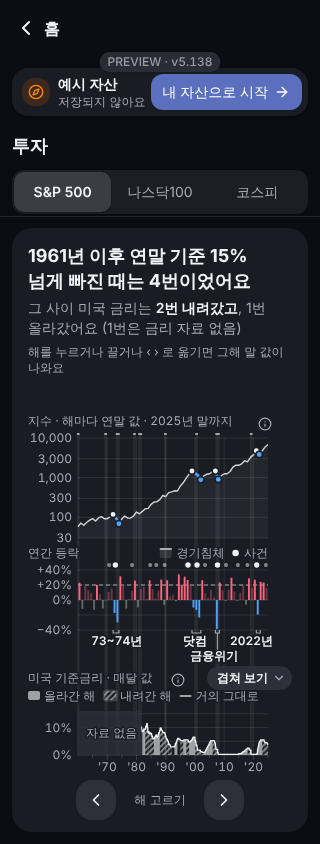 홈
PREVIEW · v5.138
예시 자산
저장되지 않아요
내 자산으로 시작
투자
S&P 500
나스닥100
코스피
1961년 이후 연말 기준 15%
넘게 빠진 때는 4번이었어요
그 사이 미국 금리는 2번 내려갔고, 1번
올라갔어요 (1번은 금리 자료 없음)
해를 누르거나 끌거나 ‹ › 로 옮기면 그해 말 값이
나와요
지수 · 해마다 연말 값 · 2025년 말까지
10,000
3,000
1,000
300
100
30
연간 등락
경기침체
사건
+40%
+20%
0%
−40%
73~74년
닷컴
2022년
금융위기
미국 기준금리 · 매달 값
겹쳐 보기
올라간 해
내려간 해
거의 그대로
10%
자료 없음
0%
'70 '80 '90 '00 '10 '20
해 고르기